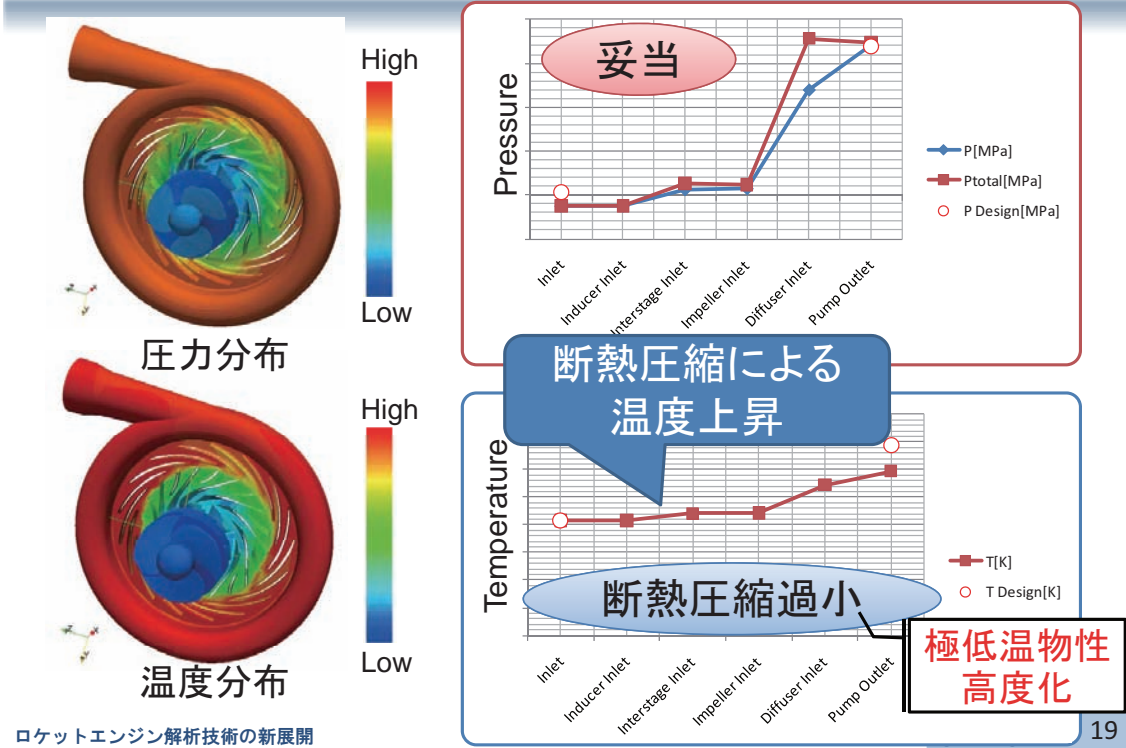 High
Low
圧力分布
High
Low
温度分布
妥当
Pressure
P[MPa]
Ptotal[MPa]
P Design[MPa]
Inlet
Inducer Inlet
Interstage Inlet
Impeller Inlet
Diffuser Inlet
Pump Outlet
断熱圧縮による
温度上昇
Temperature
T[K]
T Design[K]
断熱圧縮過小
極低温物性
高度化
Inlet
Inducer Inlet
Interstage Inlet
Impeller Inlet
Diffuser Inlet
Pump Outlet
ロケットエンジン解析技術の新展開
19